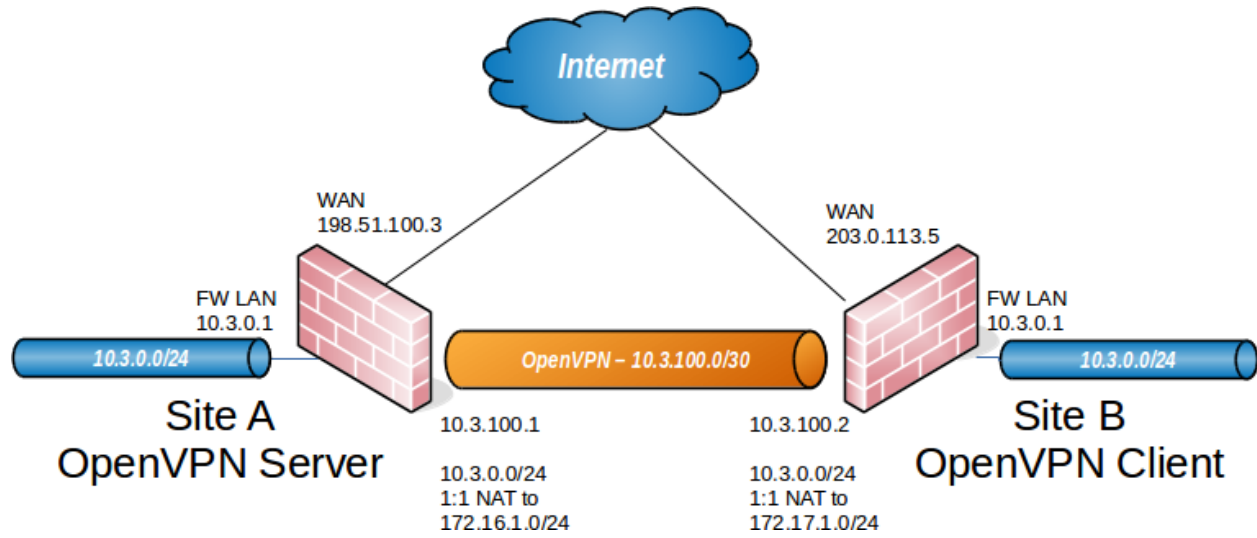 Internet
WAN
198.51.100.3
WAN
203.0.113.5
FW LAN
10.3.0.1
FW LAN
10.3.0.1
10.3.0.0/24
OpenVPN – 10.3.100.0/30
10.3.0.0/24
Site A
OpenVPN Server
Site B
OpenVPN Client
10.3.100.1
10.3.0.0/24
1:1 NAT to
172.16.1.0/24
10.3.100.2
10.3.0.0/24
1:1 NAT to
172.17.1.0/24